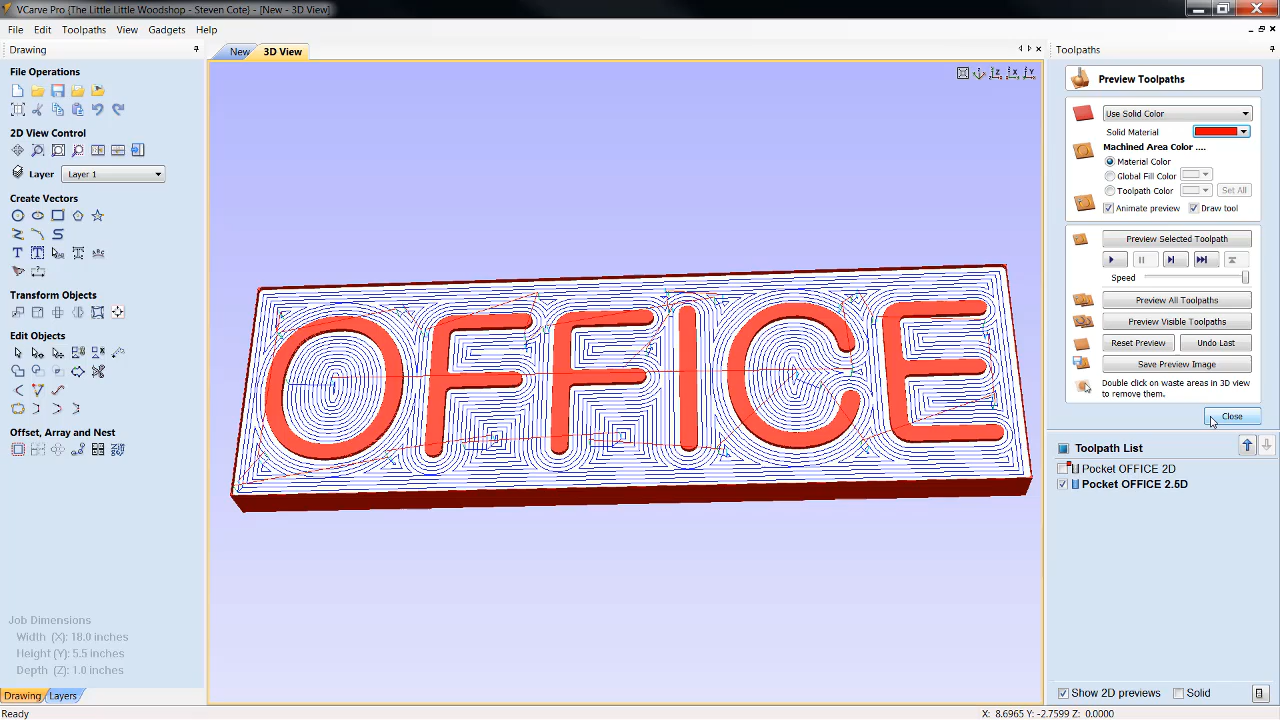 VCarve Pro {The Little Little Woodshop - Steven Cote} - [New - 3D View]
File Edit Toolpaths View Gadgets Help
Drawing
New 3D View
Toolpaths
File Operations
2D View Control
Layer Layer 1
Create Vectors
Transform Objects
Edit Objects
Offset, Array and Nest
Job Dimensions
Width (X): 18.0 inches
Height (Y): 5.5 inches
Depth (Z): 1.0 inches
Drawing Layers
Ready
OFFICE
Preview Toolpaths
Use Solid Color
Solid Material
Machined Area Color ....
Material Color
Global Fill Color
Toolpath Color Set All
Animate preview Draw tool
Preview Selected Toolpath
Speed
Preview All Toolpaths
Preview Visible Toolpaths
Reset Preview Undo Last
Save Preview Image
Double click on waste areas in 3D view
to remove them.
Close
Toolpath List
Pocket OFFICE 2D
Pocket OFFICE 2.5D
Show 2D previews Solid
X: 8.6965 Y: -2.7599 Z: 0.0000